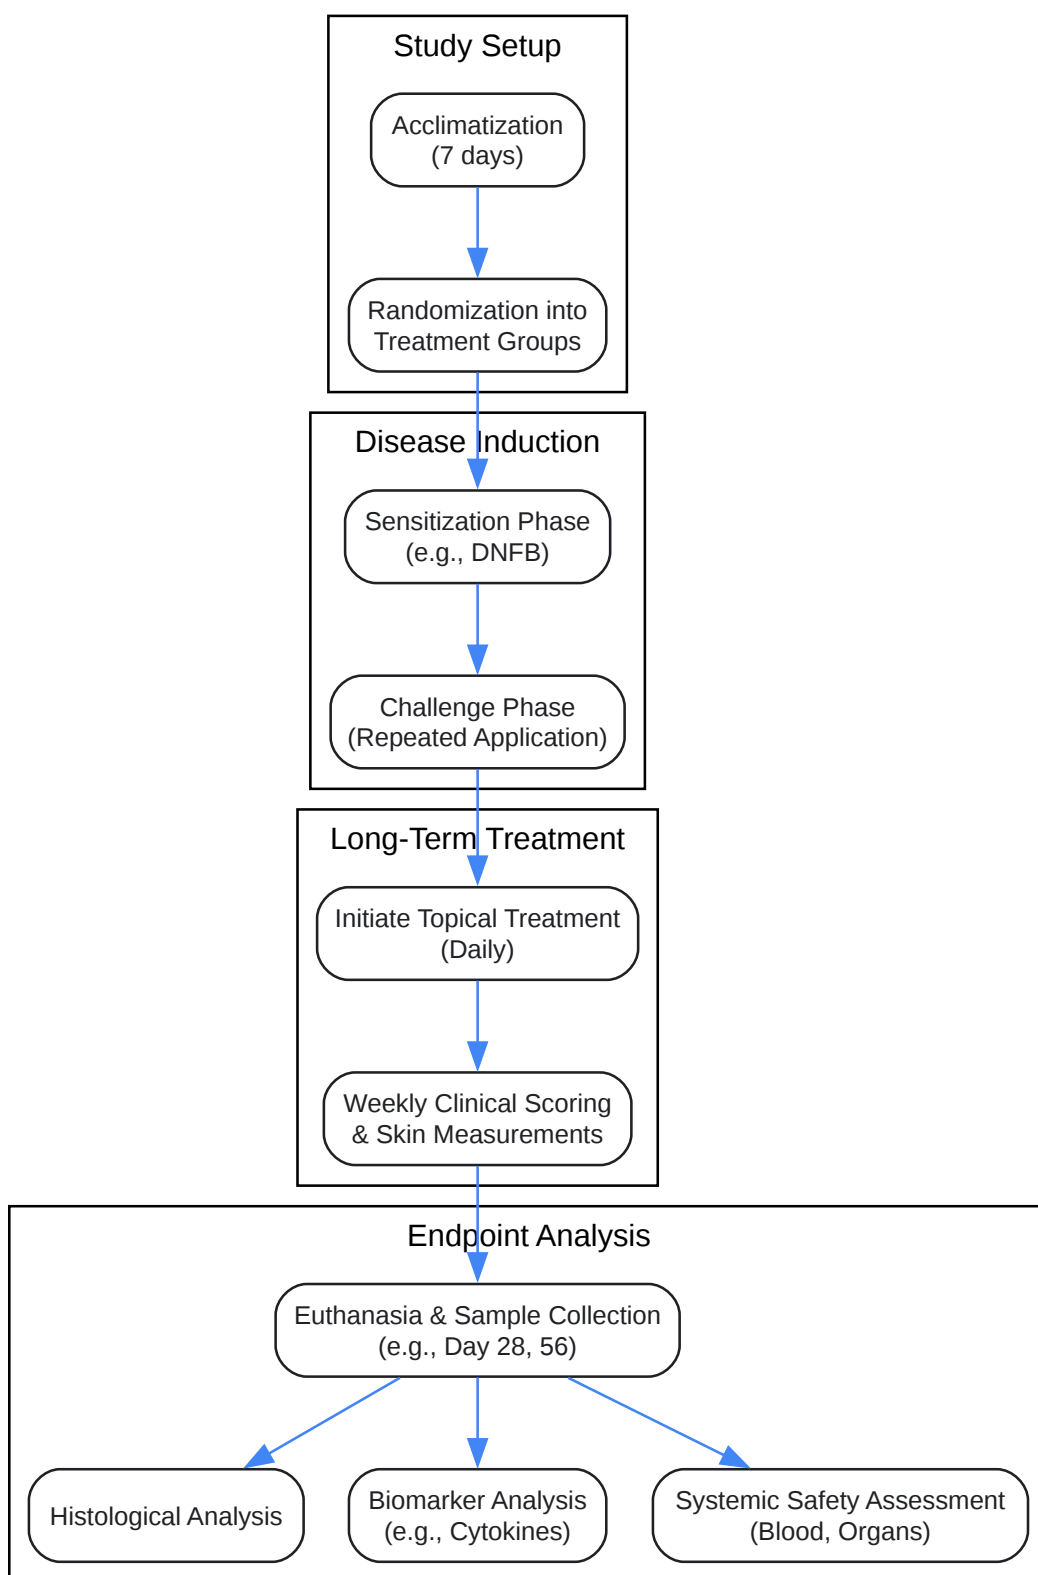 Study Setup
Acclimatization
(7 days)
Randomization into
Treatment Groups
Disease Induction
Sensitization Phase
(e.g., DNFB)
Challenge Phase
(Repeated Application)
Long-Term Treatment
Initiate Topical Treatment
(Daily)
Weekly Clinical Scoring
& Skin Measurements
Endpoint Analysis
Euthanasia & Sample Collection
(e.g., Day 28, 56)
Histological Analysis
Biomarker Analysis
(e.g., Cytokines)
Systemic Safety Assessment
(Blood, Organs)